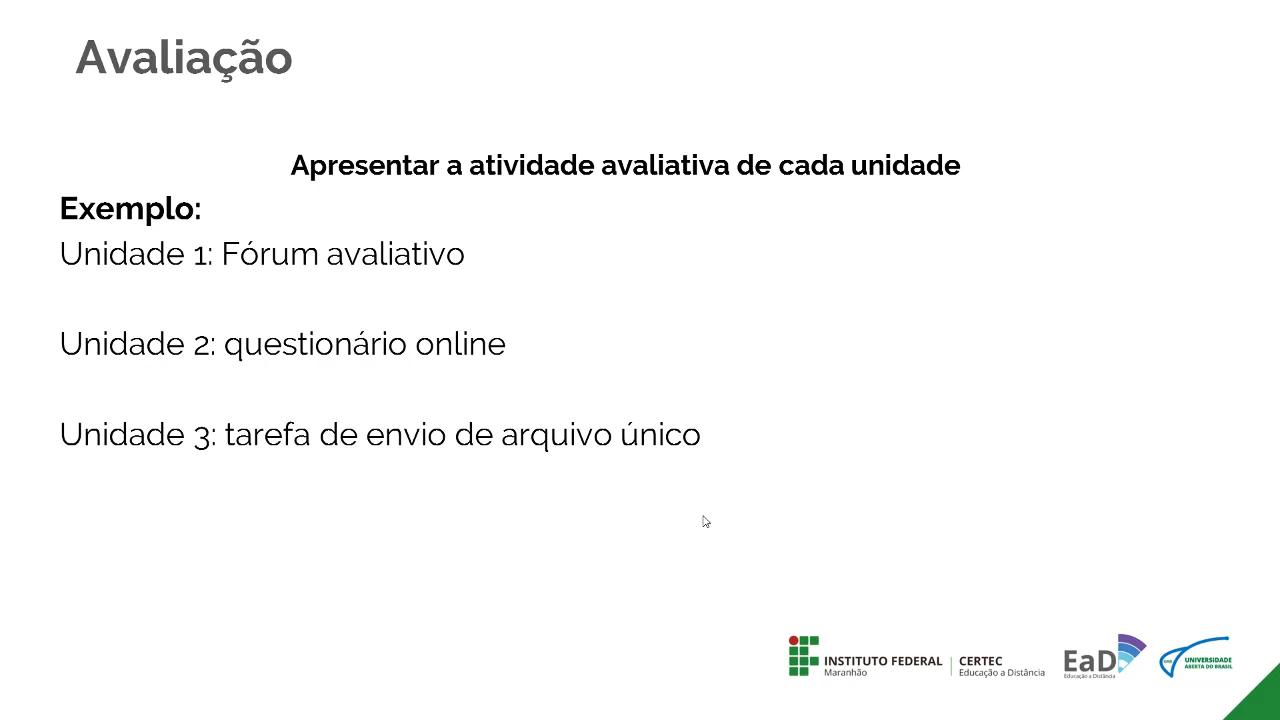 Avaliação
Apresentar a atividade avaliativa de cada unidade
Exemplo:
Unidade 1: Fórum avaliativo
Unidade 2: questionário online
Unidade 3: tarefa de envio de arquivo único
INSTITUTO FEDERAL
Maranhão
CERTEC
Educação a Distância
EaD
Educação a Distância
UAB
UNIVERSIDADE
ABERTA DO BRASIL